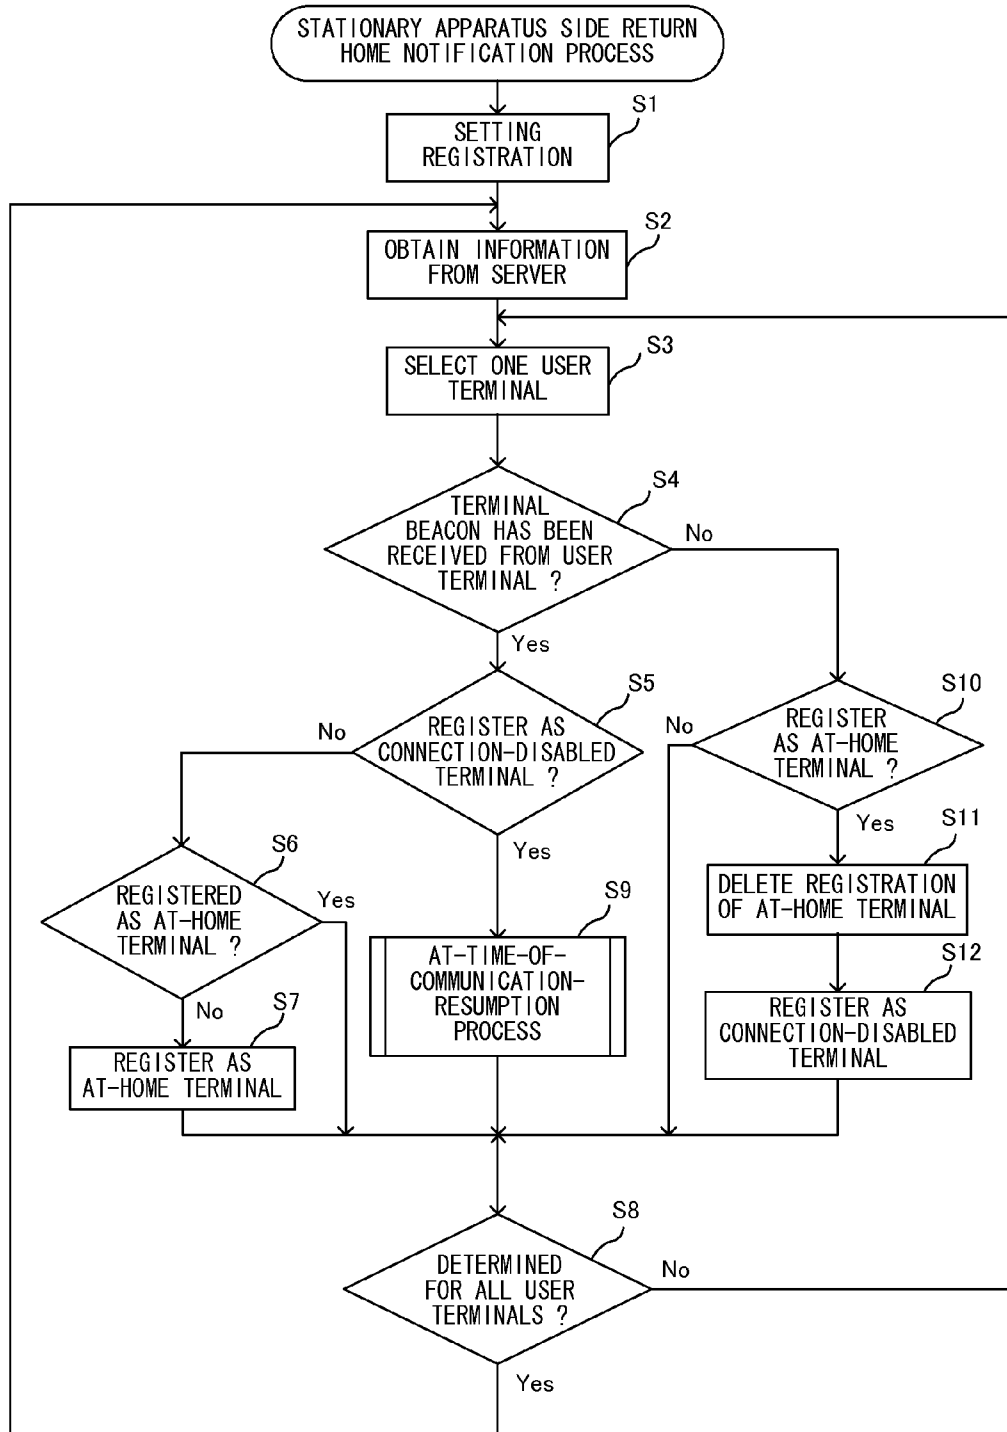 STATIONARY APPARATUS SIDE RETURN
HOME NOTIFICATION PROCESS
S1
SETTING
REGISTRATION
S2
OBTAIN INFORMATION
FROM SERVER
S3
SELECT ONE USER
TERMINAL
S4
TERMINAL
BEACON HAS BEEN
RECEIVED FROM USER
TERMINAL ?
No
Yes
S5
REGISTER AS
CONNECTION-DISABLED
TERMINAL ?
No
Yes
S10
REGISTER
AS AT-HOME
TERMINAL ?
No
Yes
S6
REGISTERED
AS AT-HOME
TERMINAL ?
Yes
No
S11
DELETE REGISTRATION
OF AT-HOME TERMINAL
S9
AT-TIME-OF-
COMMUNICATION-
RESUMPTION
PROCESS
S12
REGISTER AS
CONNECTION-DISABLED
TERMINAL
S7
REGISTER AS
AT-HOME TERMINAL
S8
DETERMINED
FOR ALL USER
TERMINALS ?
No
Yes